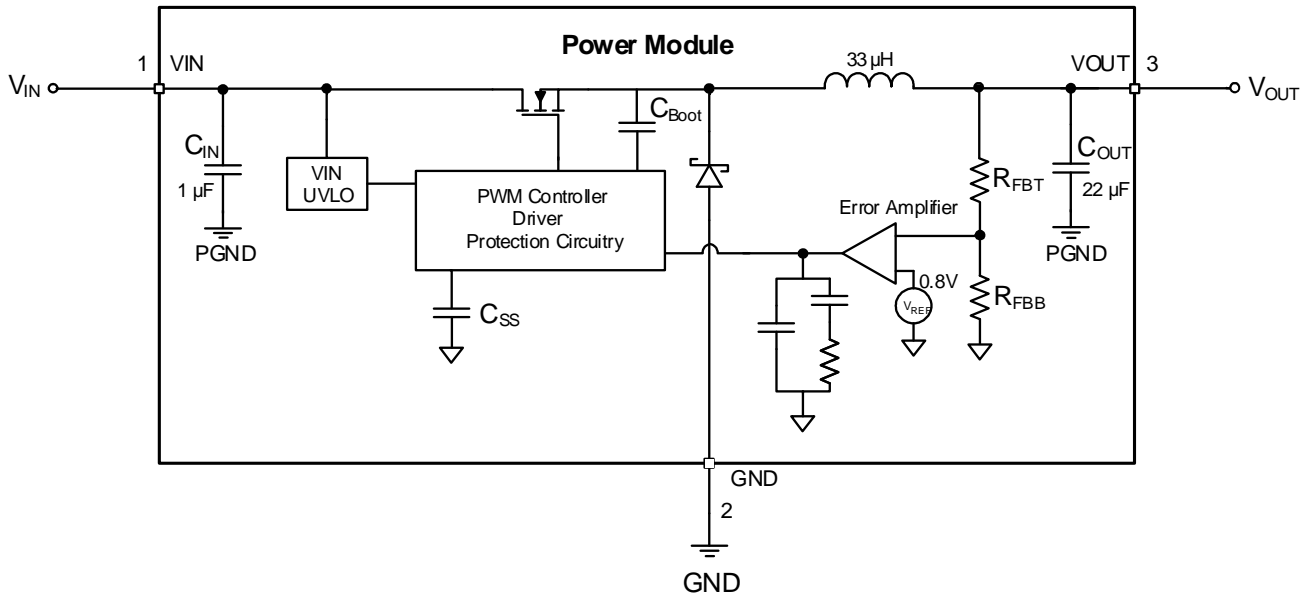 Power Module
1
VIN
33 µH
VOUT
3
VIN
VOUT
CBoot
CIN
1 µF
PGND
VIN
UVLO
PWM Controller
Driver
Protection Circuitry
CSS
Error Amplifier
RFBT
COUT
22 µF
PGND
0.8V
VREF
RFBB
GND
2
GND